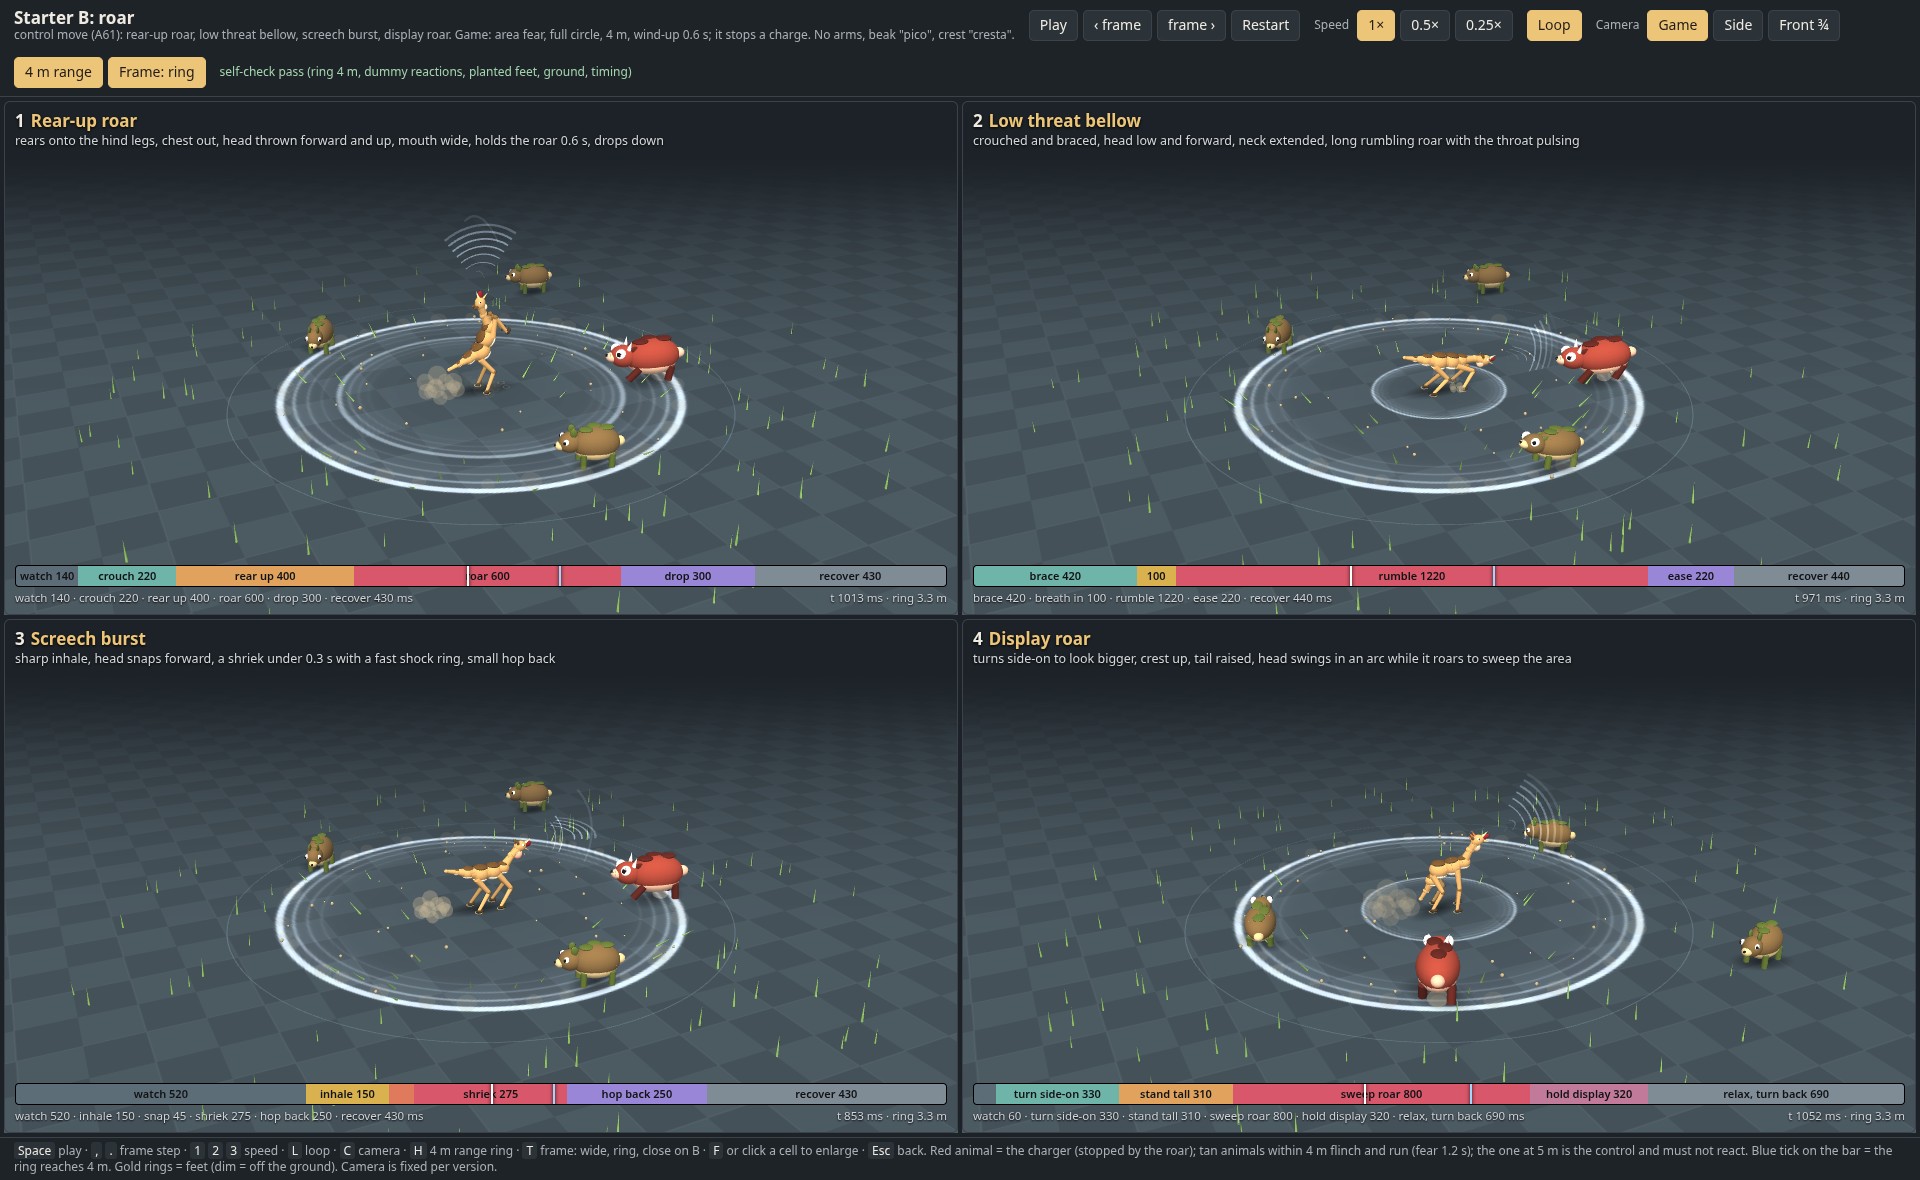 Starter B: roar
control move (A61): rear-up roar, low threat bellow, screech burst, display roar. Game: area fear, full circle, 4 m, wind-up 0.6 s; it stops a charge. No arms, beak "pico", crest "cresta".
Play ‹ frame frame › Restart Speed 1× 0.5× 0.25× Loop Camera Game Side Front ¾
4 m range Frame: ring self-check pass (ring 4 m, dummy reactions, planted feet, ground, timing)
1 Rear-up roar
rears onto the hind legs, chest out, head thrown forward and up, mouth wide, holds the roar 0.6 s, drops down
watch 140 crouch 220 rear up 400 roar 600 drop 300 recover 430
watch 140 · crouch 220 · rear up 400 · roar 600 · drop 300 · recover 430 ms t 1013 ms · ring 3.3 m
2 Low threat bellow
crouched and braced, head low and forward, neck extended, long rumbling roar with the throat pulsing
brace 420 100 rumble 1220 ease 220 recover 440
brace 420 · breath in 100 · rumble 1220 · ease 220 · recover 440 ms t 971 ms · ring 3.3 m
3 Screech burst
sharp inhale, head snaps forward, a shriek under 0.3 s with a fast shock ring, small hop back
watch 520 inhale 150 shriek 275 hop back 250 recover 430
watch 520 · inhale 150 · snap 45 · shriek 275 · hop back 250 · recover 430 ms t 853 ms · ring 3.3 m
4 Display roar
turns side-on to look bigger, crest up, tail raised, head swings in an arc while it roars to sweep the area
turn side-on 330 stand tall 310 sweep roar 800 hold display 320 relax, turn back 690
watch 60 · turn side-on 330 · stand tall 310 · sweep roar 800 · hold display 320 · relax, turn back 690 ms t 1052 ms · ring 3.3 m
Space play · , . frame step · 1 2 3 speed · L loop · C camera · H 4 m range ring · T frame: wide, ring, close on B · F or click a cell to enlarge · Esc back. Red animal = the charger (stopped by the roar); tan animals within 4 m flinch and run (fear 1.2 s); the one at 5 m is the control and must not react. Blue tick on the bar = the
ring reaches 4 m. Gold rings = feet (dim = off the ground). Camera is fixed per version.